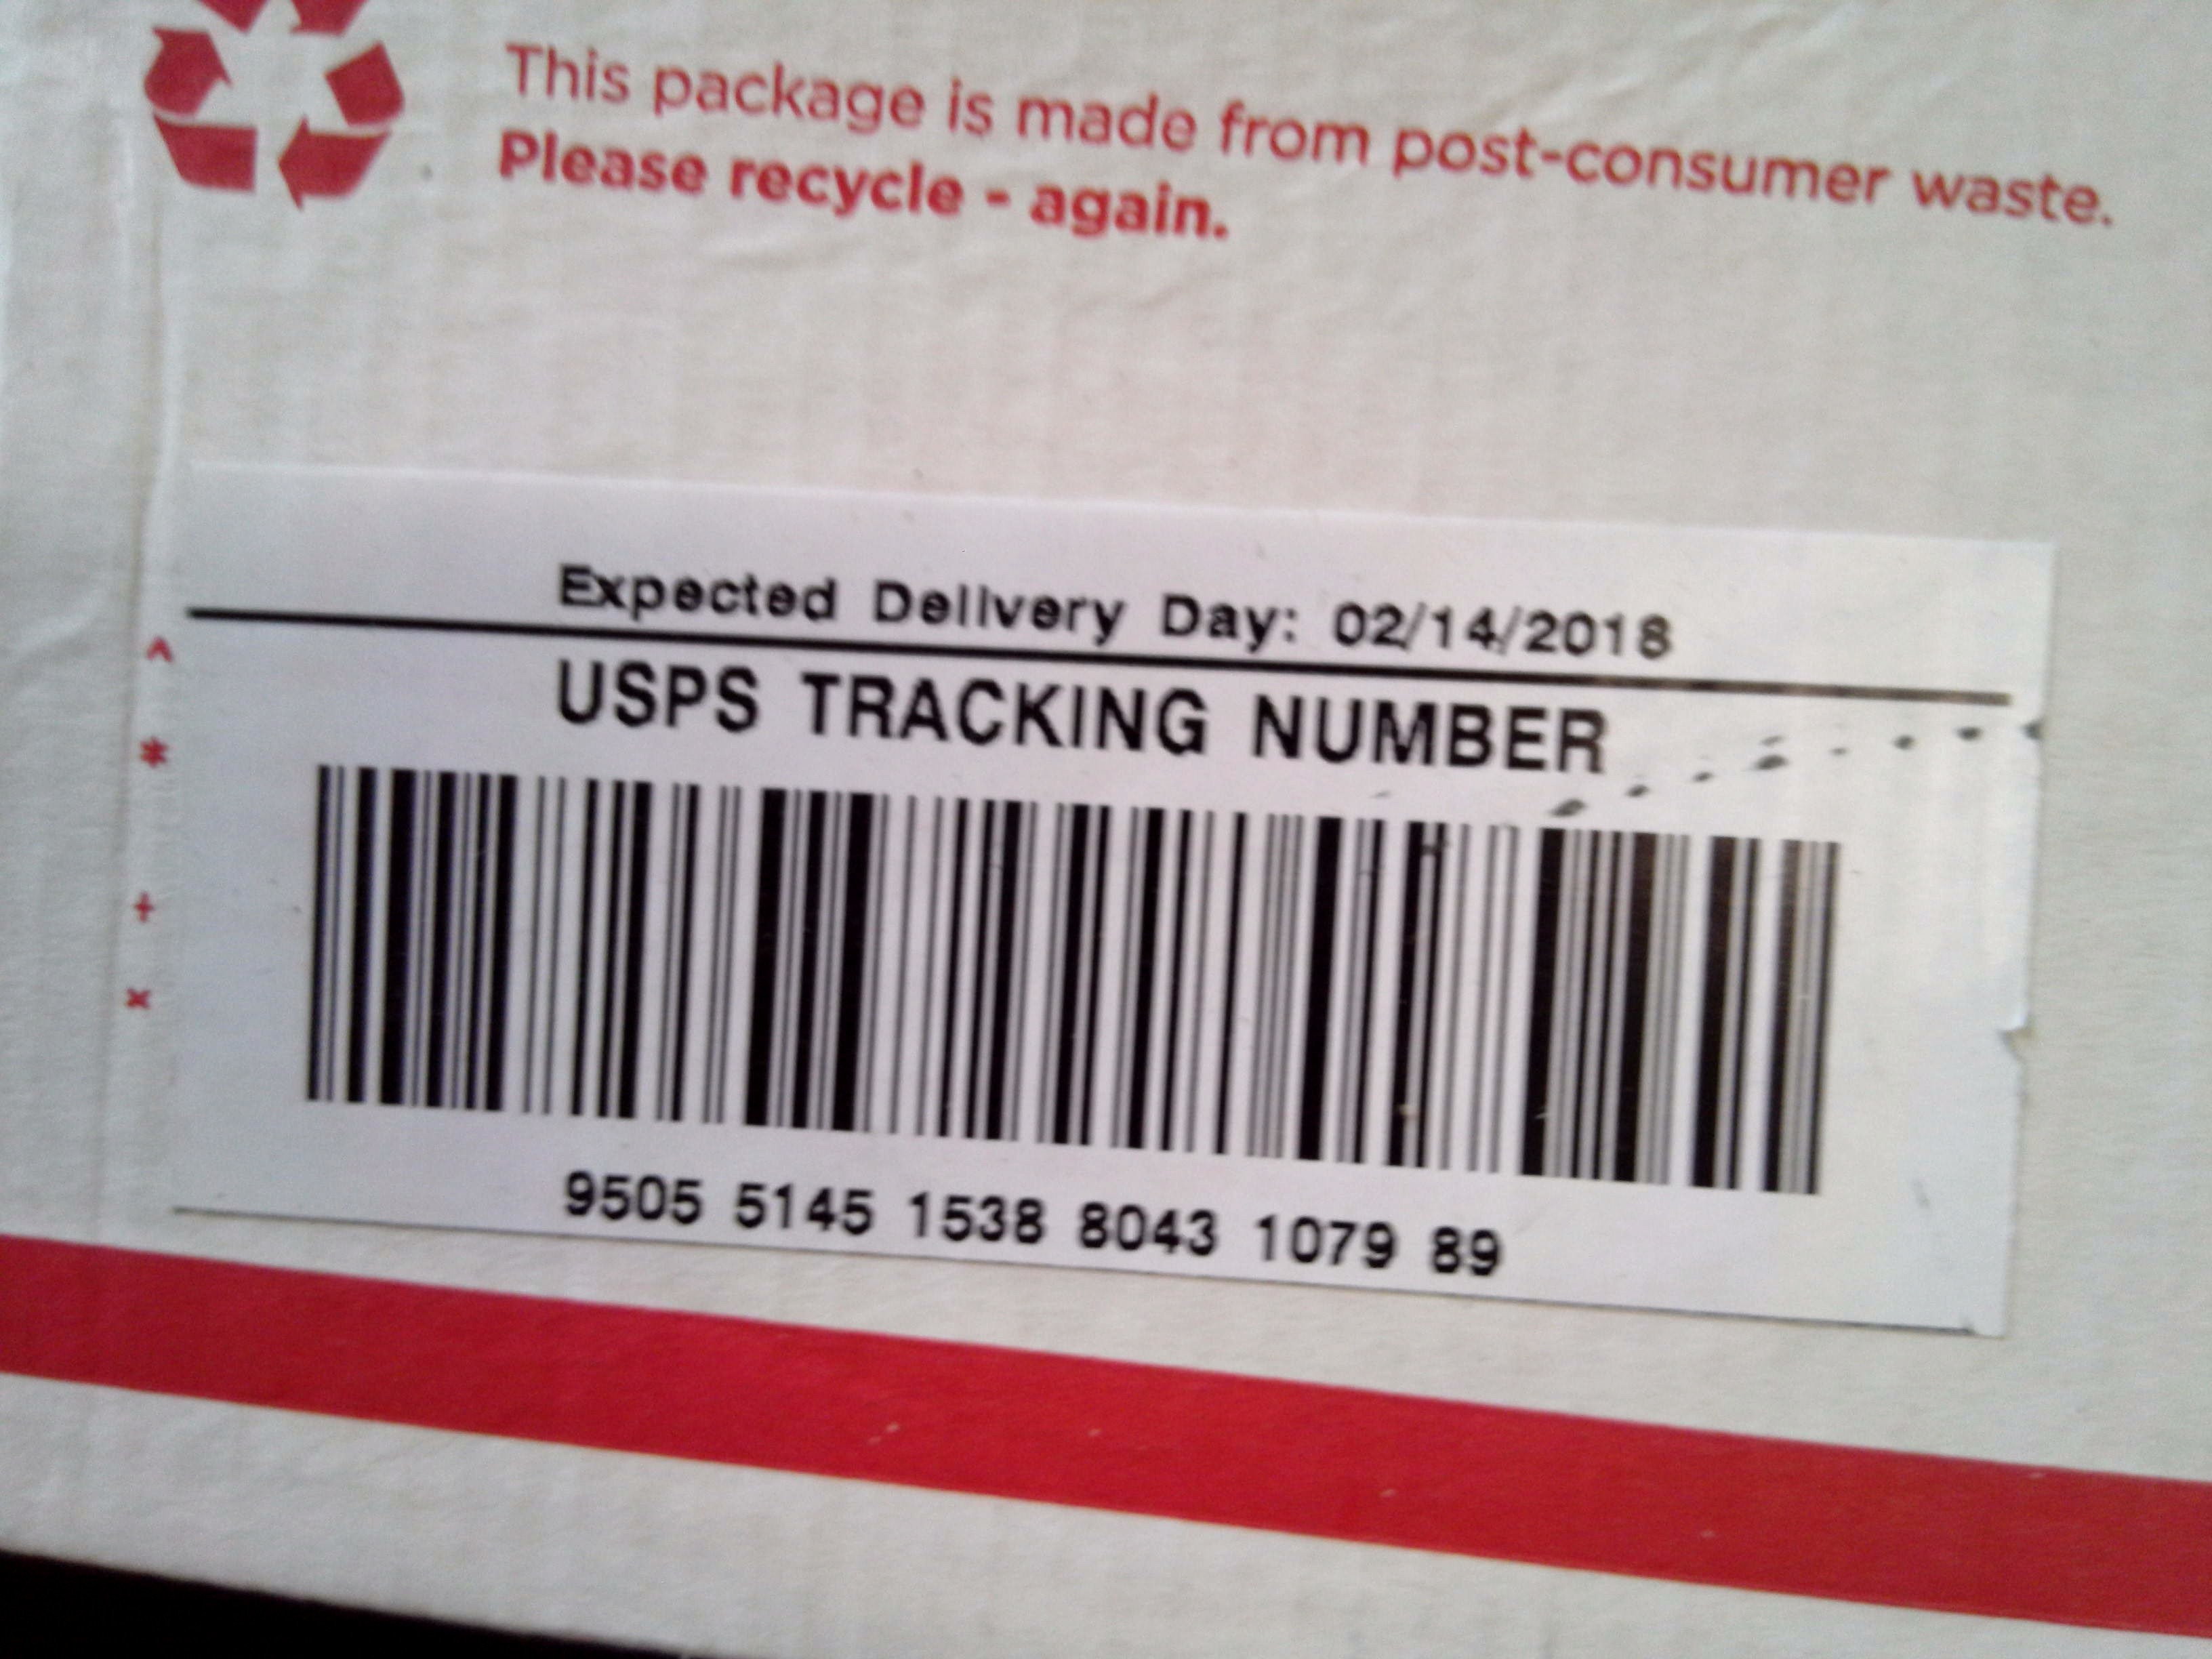 This package is made from post-consumer waste.
Please recycle - again.
Expected Delivery Day: 02/14/2018
USPS TRACKING NUMBER
9505 5145 1538 8043 1079 89